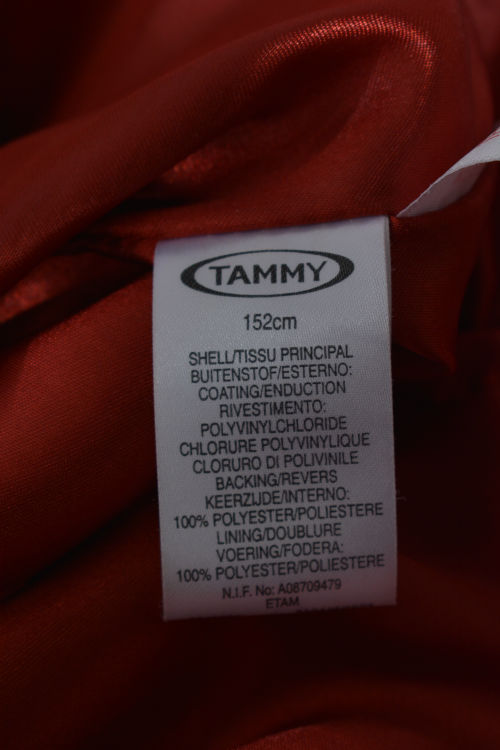 TAMMY
152cm
SHELL/TISSU PRINCIPAL
BUITENSTOF/ESTERNO:
COATING/ENDUCTION
RIVESTIMENTO:
POLYVINYLCHLORIDE
CHLORURE POLYVINYLIQUE
CLORURO DI POLIVINILE
BACKING/REVERS
KEERZIJDE/INTERNO:
100% POLYESTER/POLIESTERE
LINING/DOUBLURE
VOERING/FODERA:
100% POLYESTER/POLIESTERE
N.I.F. No: A08709479
ETAM